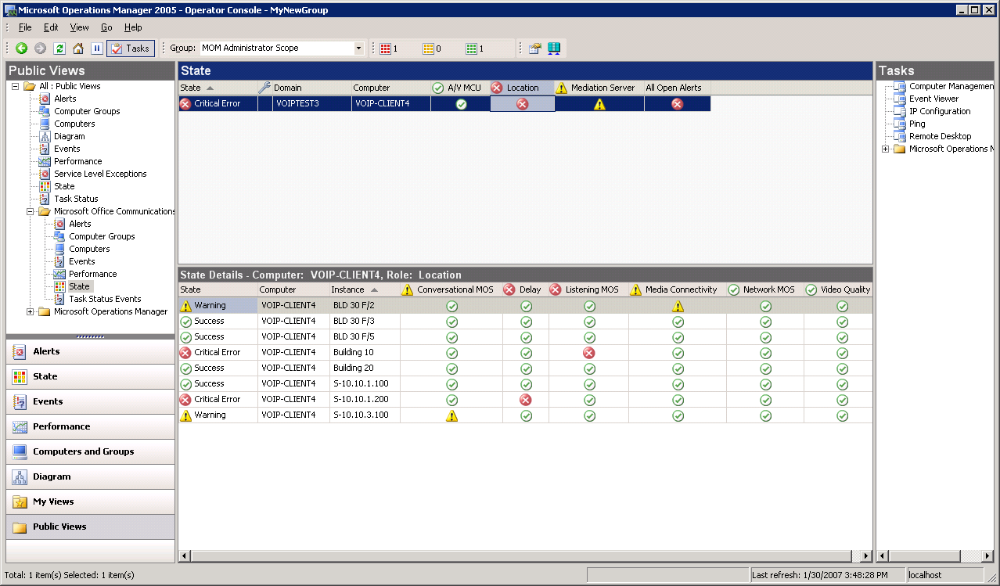 Microsoft Operations Manager 2005 - Operator Console - MyNewGroup
File Edit View Go Help
Tasks Group: MOM Administrator Scope 1 0 1
Public Views
All : Public Views
Alerts
Computer Groups
Computers
Diagram
Events
Performance
Service Level Exceptions
State
Task Status
Microsoft Office Communications
Alerts
Computer Groups
Computers
Events
Performance
State
Task Status Events
Microsoft Operations Manager
Alerts
State
Events
Performance
Computers and Groups
Diagram
My Views
Public Views
State
State Domain Computer A/V MCU Location Mediation Server All Open Alerts
Critical Error VOIPTEST3 VOIP-CLIENT4
State Details - Computer: VOIP-CLIENT4, Role: Location
State Computer Instance Conversational MOS Delay Listening MOS Media Connectivity Network MOS Video Quality
Warning VOIP-CLIENT4 BLD 30 F/2
Success VOIP-CLIENT4 BLD 30 F/3
Success VOIP-CLIENT4 BLD 30 F/5
Critical Error VOIP-CLIENT4 Building 10
Success VOIP-CLIENT4 Building 20
Success VOIP-CLIENT4 S-10.10.1.100
Critical Error VOIP-CLIENT4 S-10.10.1.200
Warning VOIP-CLIENT4 S-10.10.3.100
Tasks
Computer Managemen
Event Viewer
IP Configuration
Ping
Remote Desktop
Microsoft Operations M
Total: 1 item(s) Selected: 1 item(s)
Last refresh: 1/30/2007 3:48:28 PM
localhost